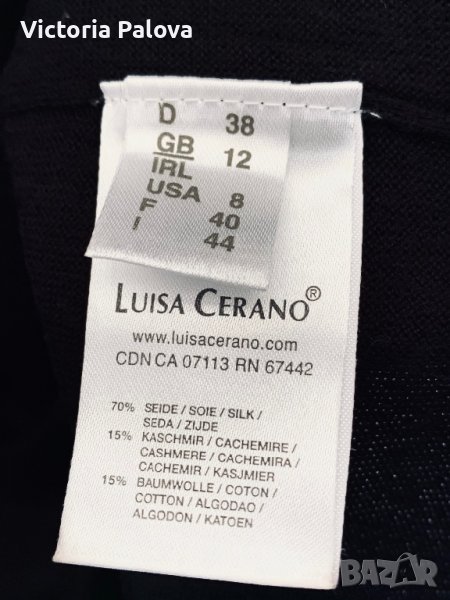 Victoria Palova
D 38
GB 12
IRL
USA 8
F 40
I 44
LUISA CERANO®
www.luisacerano.com
CDN CA 07113 RN 67442
70% SEIDE / SOIE / SILK /
SEDA / ZIJDE
15% KASCHMIR / CACHEMIRE /
CASHMERE / CACHEMIRA /
CACHEMIR / KASJMIER
15% BAUMWOLLE / COTON /
COTTON / ALGODAO /
ALGODON / KATOEN
BAZAR